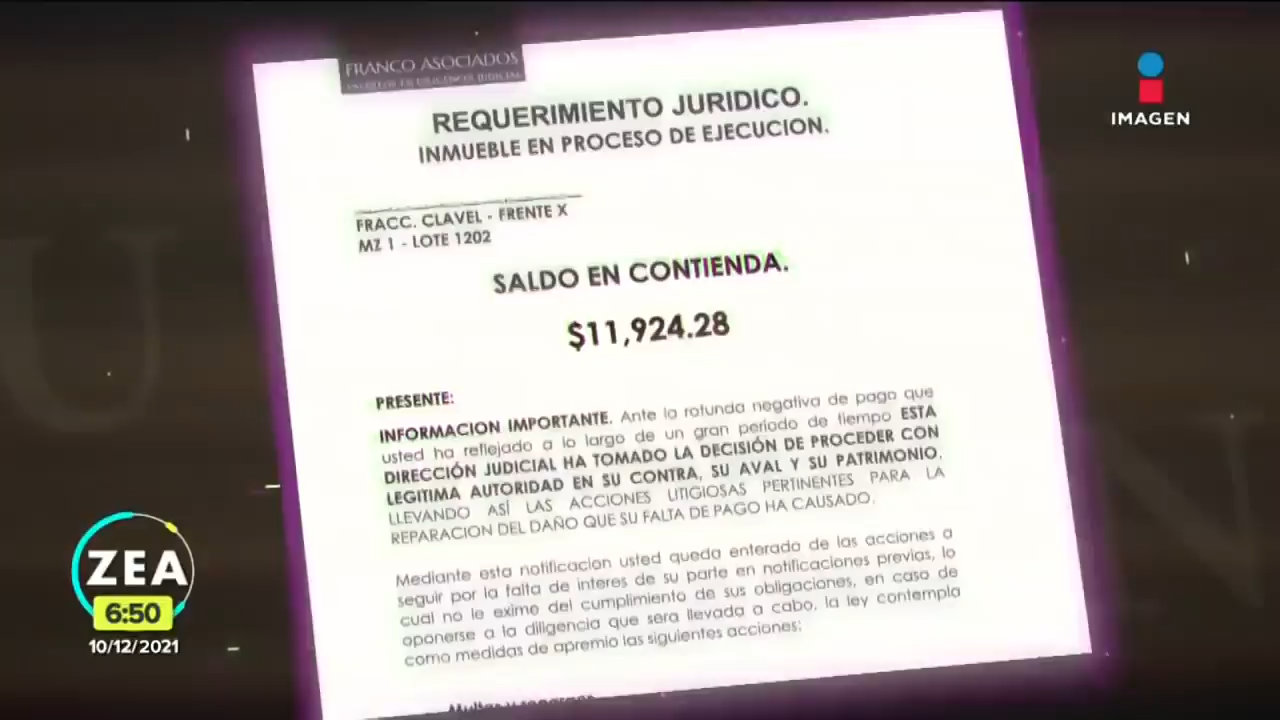 FRANCO ASOCIADOS
REQUERIMIENTO JURIDICO.
INMUEBLE EN PROCESO DE EJECUCION.
IMAGEN
FRACC. CLAVEL - FRENTE X
MZ 1 - LOTE 1202
SALDO EN CONTIENDA.
$11,924.28
PRESENTE:
INFORMACION IMPORTANTE. Ante la rotunda negativa de pago que
usted ha reflejado a lo largo de un gran periodo de tiempo ESTA
DIRECCIÓN JUDICIAL HA TOMADO LA DECISIÓN DE PROCEDER CON
LEGITIMA AUTORIDAD EN SU CONTRA, SU AVAL Y SU PATRIMONIO,
LLEVANDO ASÍ LAS ACCIONES LITIGIOSAS PERTINENTES PARA LA
REPARACION DEL DAÑO QUE SU FALTA DE PAGO HA CAUSADO.
Mediante esta notificacion usted queda enterada de las acciones a
seguir por la falta de interes de su parte en notificaciones previas, lo
cual no le exime del cumplimiento de sus obligaciones, en caso de
oponerse a la diligencia que sera llevada a cabo, la ley contempla
como medidas de apremio las siguientes acciones:
ZEA
6:50
10/12/2021